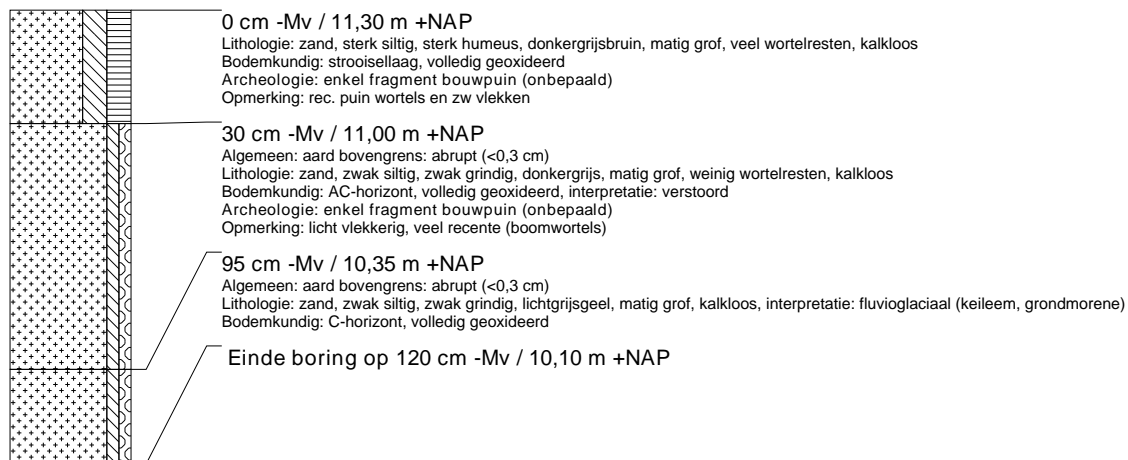 0 cm -Mv / 11,30 m +NAP
Lithologie: zand, sterk siltig, sterk humeus, donkergrijsbruin, matig grof, veel wortelresten, kalkloos
Bodemkundig: strooisellaag, volledig geoxideerd
Archeologie: enkel fragment bouwpuin (onbepaald)
Opmerking: rec. puin wortels en zw vlekken
30 cm -Mv / 11,00 m +NAP
Algemeen: aard bovengrens: abrupt (<0,3 cm)
Lithologie: zand, zwak siltig, zwak grindig, donkergrijs, matig grof, weinig wortelresten, kalkloos
Bodemkundig: AC-horizont, volledig geoxideerd, interpretatie: verstoord
Archeologie: enkel fragment bouwpuin (onbepaald)
Opmerking: licht vlekkerig, veel recente (boomwortels)
95 cm -Mv / 10,35 m +NAP
Algemeen: aard bovengrens: abrupt (<0,3 cm)
Lithologie: zand, zwak siltig, zwak grindig, lichtgrijsgeel, matig grof, kalkloos, interpretatie: fluvioglaciaal (keileem, grondmorene)
Bodemkundig: C-horizont, volledig geoxideerd
Einde boring op 120 cm -Mv / 10,10 m +NAP